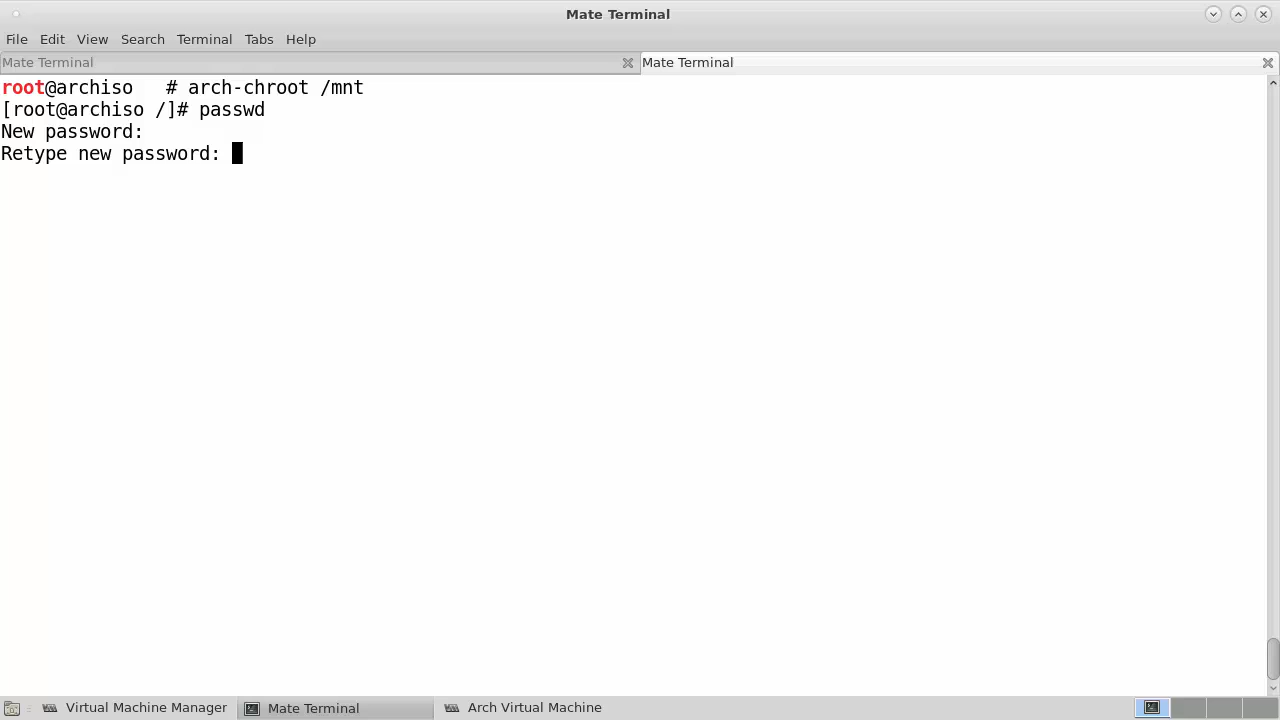 Mate Terminal
File Edit View Search Terminal Tabs Help
Mate Terminal Mate Terminal
root@archiso   # arch-chroot /mnt
[root@archiso /]# passwd
New password:
Retype new password:
Virtual Machine Manager Mate Terminal Arch Virtual Machine